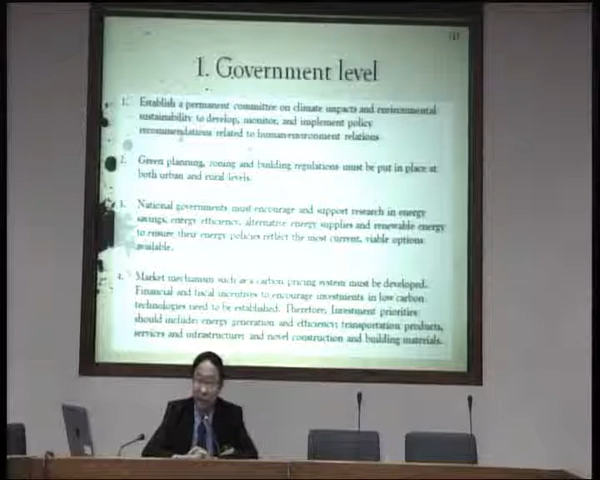 1. Government level
1. Establish a permanent committee on climate impacts and environmental
sustainability to develop, monitor, and implement policy
recommendations related to human-environment relations
2. Green planning, zoning and building regulations must be put in place at
both urban and rural levels.
3. National governments must encourage and support research in energy
savings, energy efficiency, alternative energy supplies and renewable energy
to ensure their energy policies reflect the most current, viable options
available.
4. Market mechanism such as a carbon pricing system must be developed.
Financial and fiscal incentives to encourage investments in low carbon
technologies need to be established. Therefore, Investment priorities
should include: energy generation and efficiency; transportation products,
services and infrastructure; and novel construction and building materials.